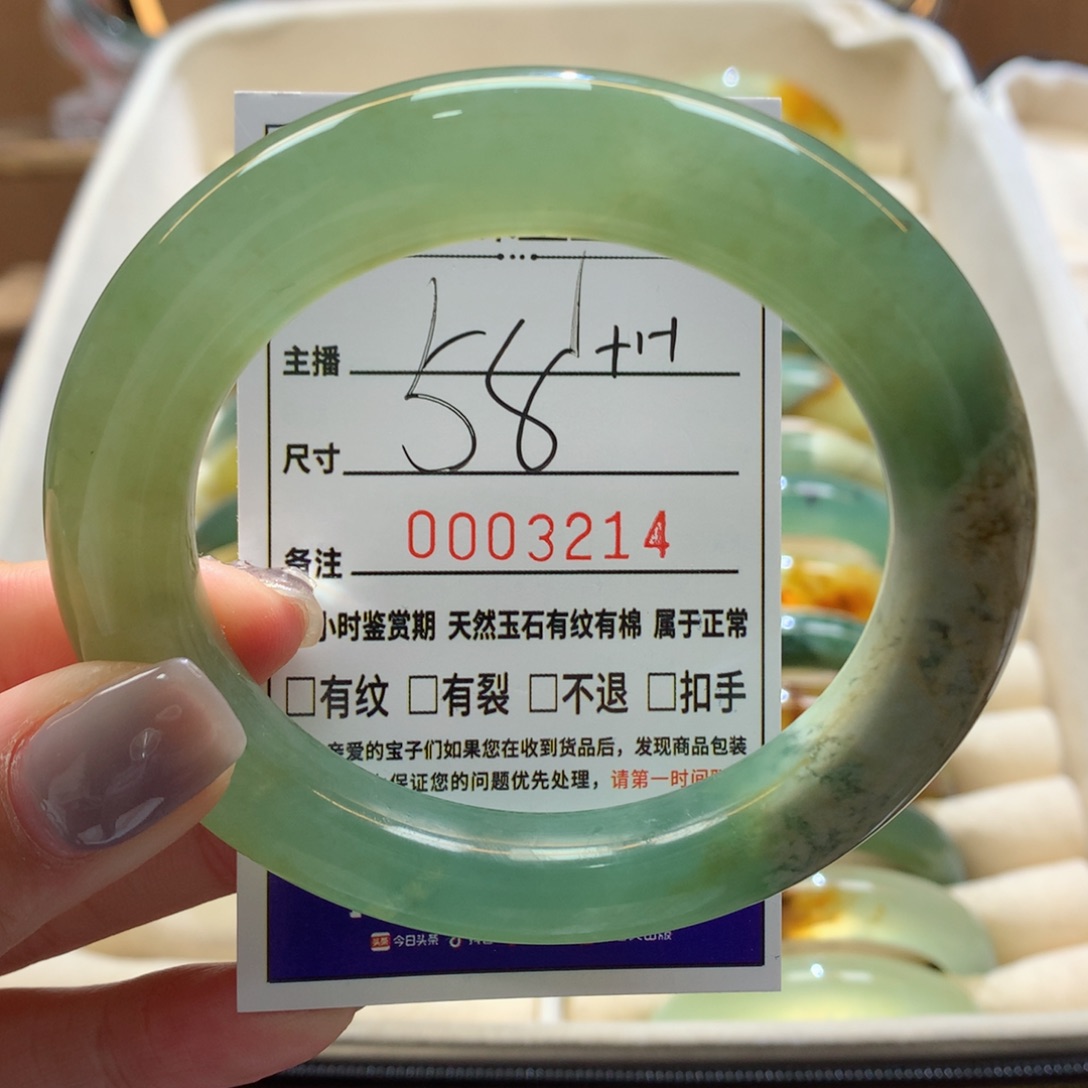 主播
58 +1H
尺寸
0003214
备注
小时鉴赏期 天然玉石有纹有棉 属于正常
□有纹 □有裂 □不退 □扣手
亲爱的宝子们如果您在收到货品后，发现商品包装
保证您的问题优先处理，请第一时间
头条 今日头条